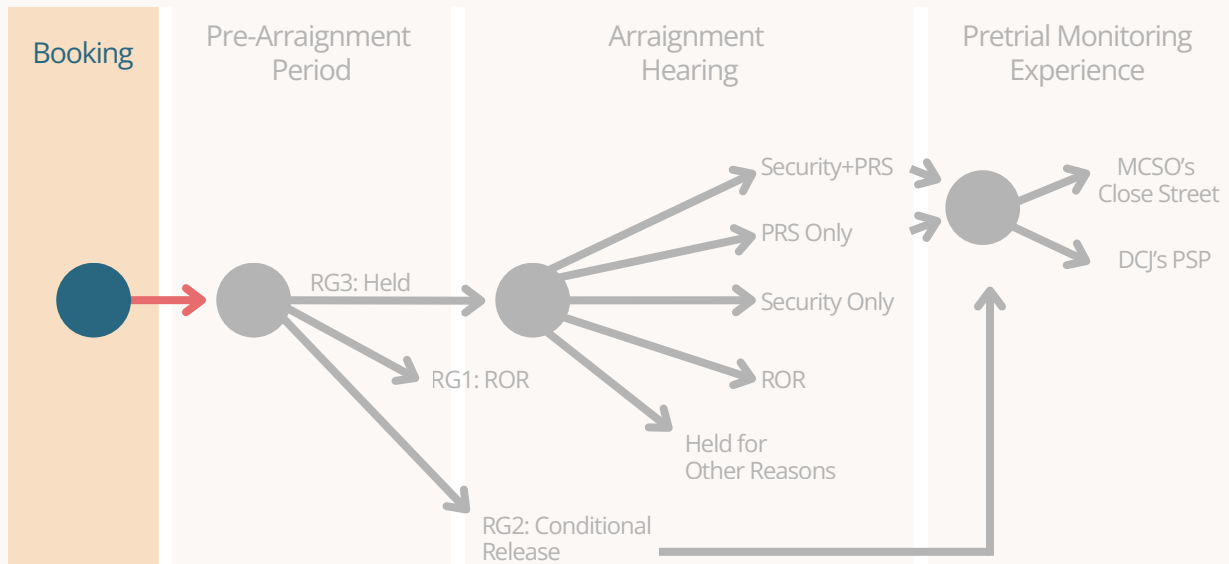 Booking
Pre-Arraignment
Period
Arraignment
Hearing
Pretrial Monitoring
Experience
Security+PRS
MCSO's
Close Street
PRS Only
DCJ's PSP
RG3: Held
Security Only
RG1: ROR
ROR
Held for
Other Reasons
RG2: Conditional
Release